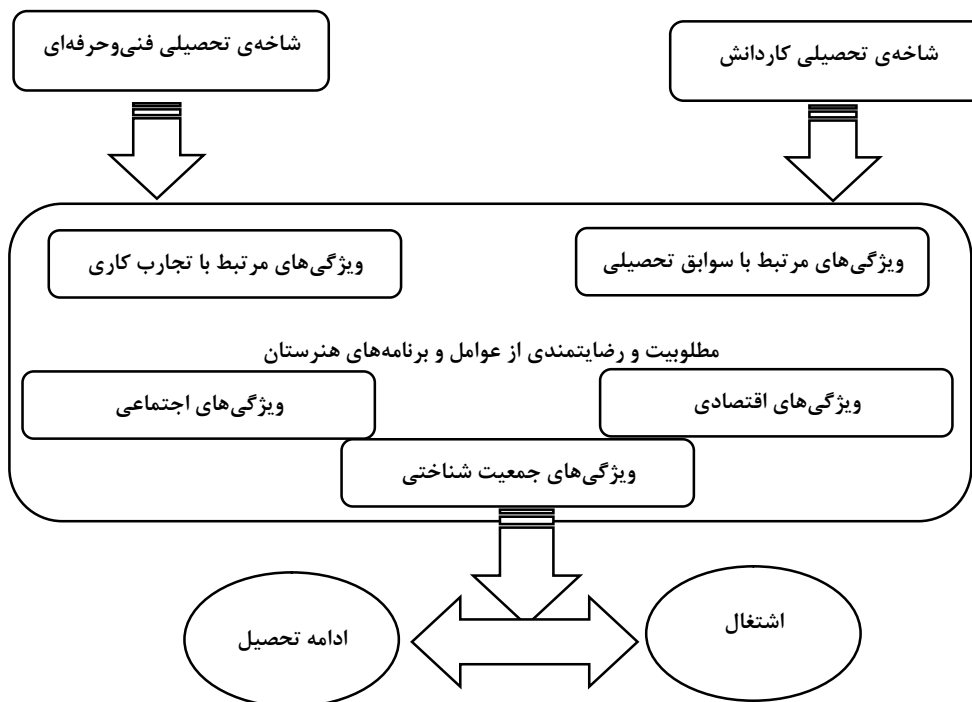 شاخه‌ی تحصیلی کاردانش
شاخه‌ی تحصیلی فنی‌وحرفه‌ای
ویژگی‌های مرتبط با سوابق تحصیلی
ویژگی‌های مرتبط با تجارب کاری
مطلوبیت و رضایتمندی از عوامل و برنامه‌های هنرستان
ویژگی‌های اقتصادی
ویژگی‌های اجتماعی
ویژگی‌های جمعیت شناختی
اشتغال
ادامه تحصیل